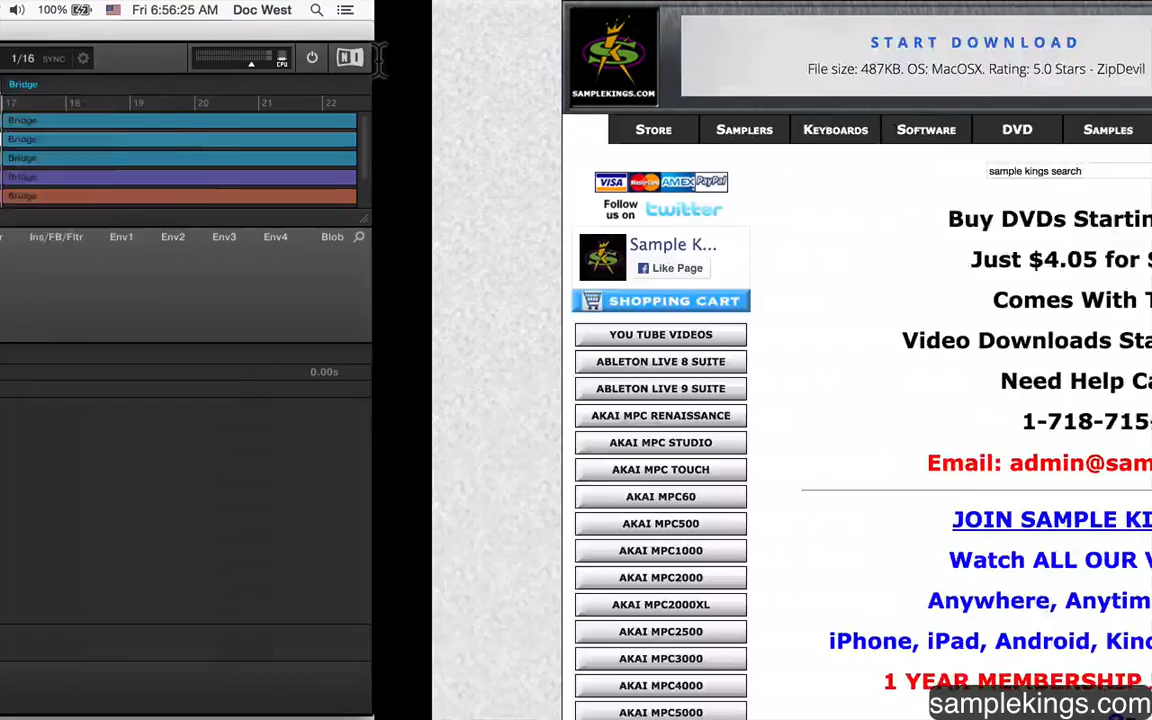 100% Fri 6:56:25 AM Doc West
1/16 SYNC
CPU
NI
Bridge
17 18 19 20 21 22
Bridge
Bridge
Bridge
Bridge
Bridge
Ins/FB/Fltr Env1 Env2 Env3 Env4 Blob
0.00s
SAMPLEKINGS.COM
START DOWNLOAD
File size: 487KB. OS: MacOSX. Rating: 5.0 Stars - ZipDevil
STORE SAMPLERS KEYBOARDS SOFTWARE DVD SAMPLES
VISA MasterCard AMEX PayPal
Follow us on twitter
sample kings search
Sample K...
Like Page
SHOPPING CART
YOU TUBE VIDEOS
ABLETON LIVE 8 SUITE
ABLETON LIVE 9 SUITE
AKAI MPC RENAISSANCE
AKAI MPC STUDIO
AKAI MPC TOUCH
AKAI MPC60
AKAI MPC500
AKAI MPC1000
AKAI MPC2000
AKAI MPC2000XL
AKAI MPC2500
AKAI MPC3000
AKAI MPC4000
AKAI MPC5000
Buy DVDs Starting
Just $4.05 for
Comes With
Video Downloads
Need Help
1-718-715-
Email: admin@sam
JOIN SAMPLE
Watch ALL OUR
Anywhere,
iPhone, iPad, Android,
1 YEAR MEMBERSHIP
samplekings.com